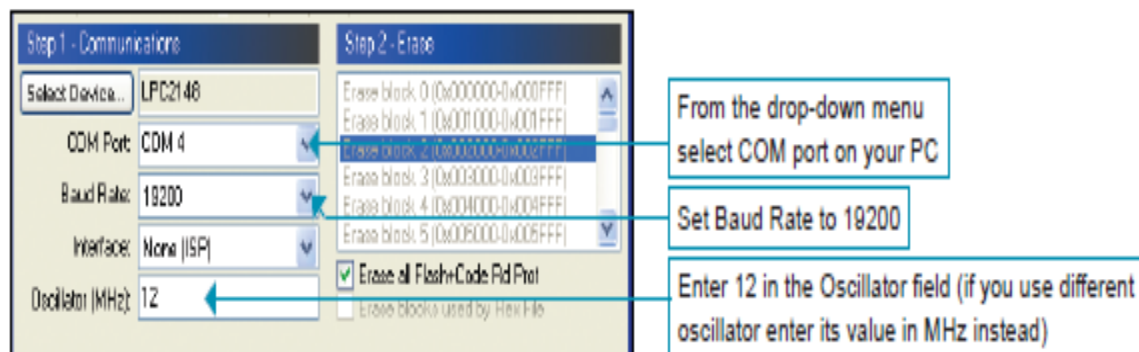 Step 1 - Communications
Select Device... LPC2148
COM Port: COM 4
Baud Rate: 19200
Interface: None (ISP)
Oscillator (MHz): 12
Step 2 - Erase
Erase block 0 (0x000000-0x000FFF)
Erase block 1 (0x001000-0x001FFF)
Erase block 2 (0x002000-0x002FFF)
Erase block 3 (0x003000-0x003FFF)
Erase block 4 (0x004000-0x004FFF)
Erase block 5 (0x005000-0x005FFF)
Erase all Flash+Code Rd Prot
Erase blocks used by Hex File
From the drop-down menu
select COM port on your PC
Set Baud Rate to 19200
Enter 12 in the Oscillator field (if you use different
oscillator enter its value in MHz instead)